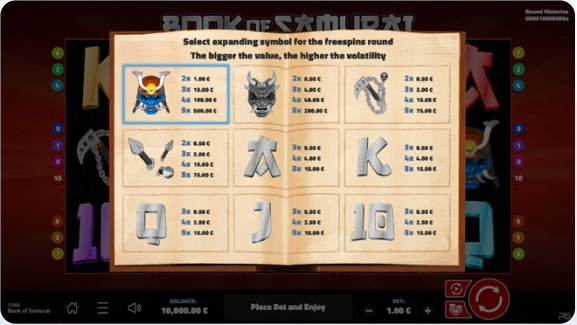 BOOK OF SAMURAI
Round Histories
Select expanding symbol for the freespins round
The bigger the value, the higher the volatility
2x 1.00 €
3x 10.00 €
4x 100.00 €
5x 500.00 €
2x 0.50 €
3x 4.00 €
4x 40.00 €
5x 200.00 €
2x 0.50 €
3x 3.00 €
4x 10.00 €
5x 75.00 €
2x 0.50 €
3x 3.00 €
4x 10.00 €
5x 75.00 €
A
3x 0.50 €
4x 4.00 €
5x 15.00 €
K
3x 0.50 €
4x 4.00 €
5x 15.00 €
Q
3x 0.50 €
4x 2.50 €
5x 10.00 €
J
3x 0.50 €
4x 2.50 €
5x 10.00 €
10
3x 0.50 €
4x 2.50 €
5x 10.00 €
Book of Samurai
BALANCE:
10,000.00 €
Place Bet and Enjoy
BET:
1.00 €